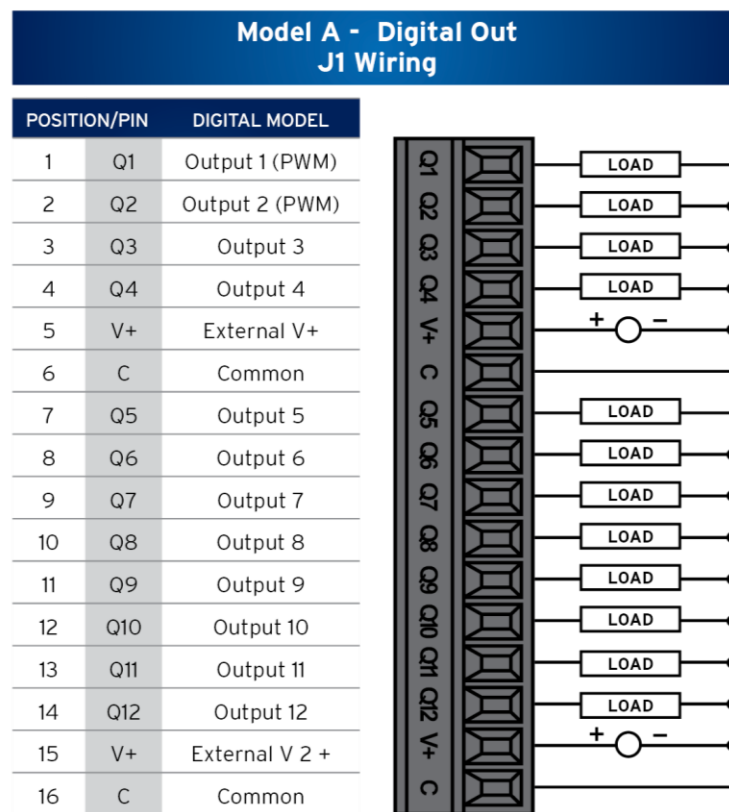 Model A - Digital Out
J1 Wiring
POSITION/PIN DIGITAL MODEL
1 Q1 Output 1 (PWM)
2 Q2 Output 2 (PWM)
3 Q3 Output 3
4 Q4 Output 4
5 V+ External V+
6 C Common
7 Q5 Output 5
8 Q6 Output 6
9 Q7 Output 7
10 Q8 Output 8
11 Q9 Output 9
12 Q10 Output 10
13 Q11 Output 11
14 Q12 Output 12
15 V+ External V 2 +
16 C Common
Q1 LOAD
Q2 LOAD
Q3 LOAD
Q4 LOAD
V+ + −
C
Q5 LOAD
Q6 LOAD
Q7 LOAD
Q8 LOAD
Q9 LOAD
Q10 LOAD
Q11 LOAD
Q12 LOAD
V+ + −
C